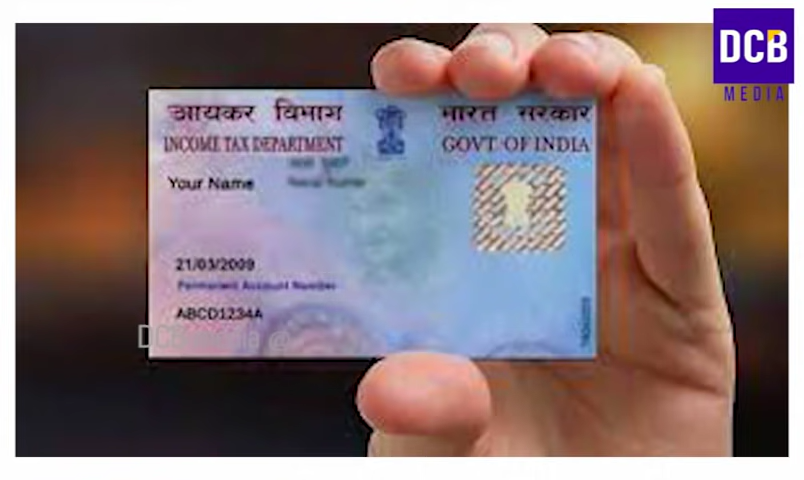 DCB
MEDIA
आयकर विभाग
भारत सरकार
INCOME TAX DEPARTMENT
GOVT OF INDIA
Your Name
21/03/2009
Permanent Account Number
ABCD1234A